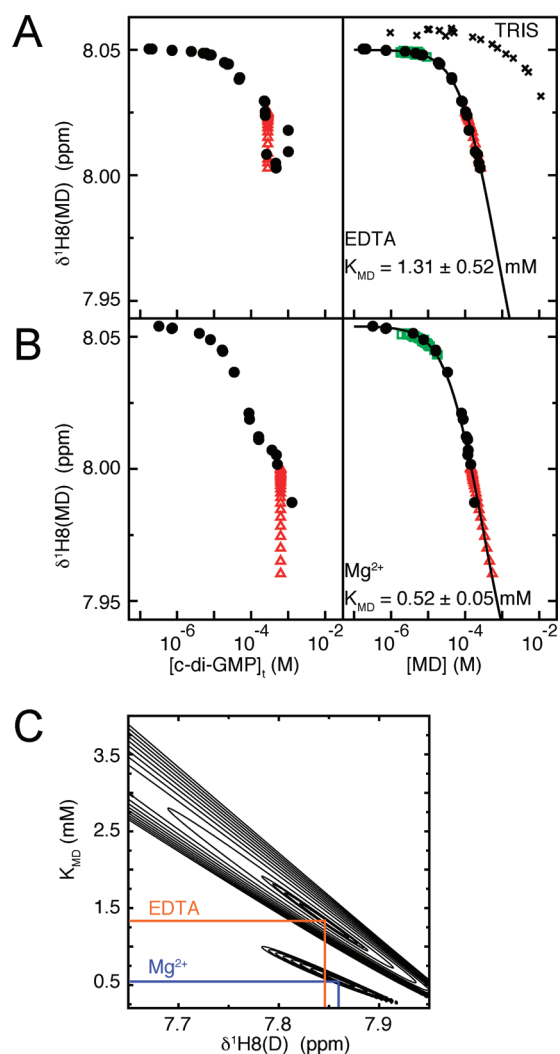 A
8.05
8.00
7.95
δ¹H8(MD) (ppm)
TRIS
EDTA
K_MD = 1.31 ± 0.52 mM
B
8.05
8.00
7.95
δ¹H8(MD) (ppm)
Mg²⁺
K_MD = 0.52 ± 0.05 mM
10⁻⁶ 10⁻⁴ 10⁻² 10⁻⁶ 10⁻⁴ 10⁻²
[c-di-GMP]ₜ (M) [MD] (M)
C
3.5
2.5
1.5
0.5
K_MD (mM)
EDTA
Mg²⁺
7.7 7.8 7.9
δ¹H8(D) (ppm)